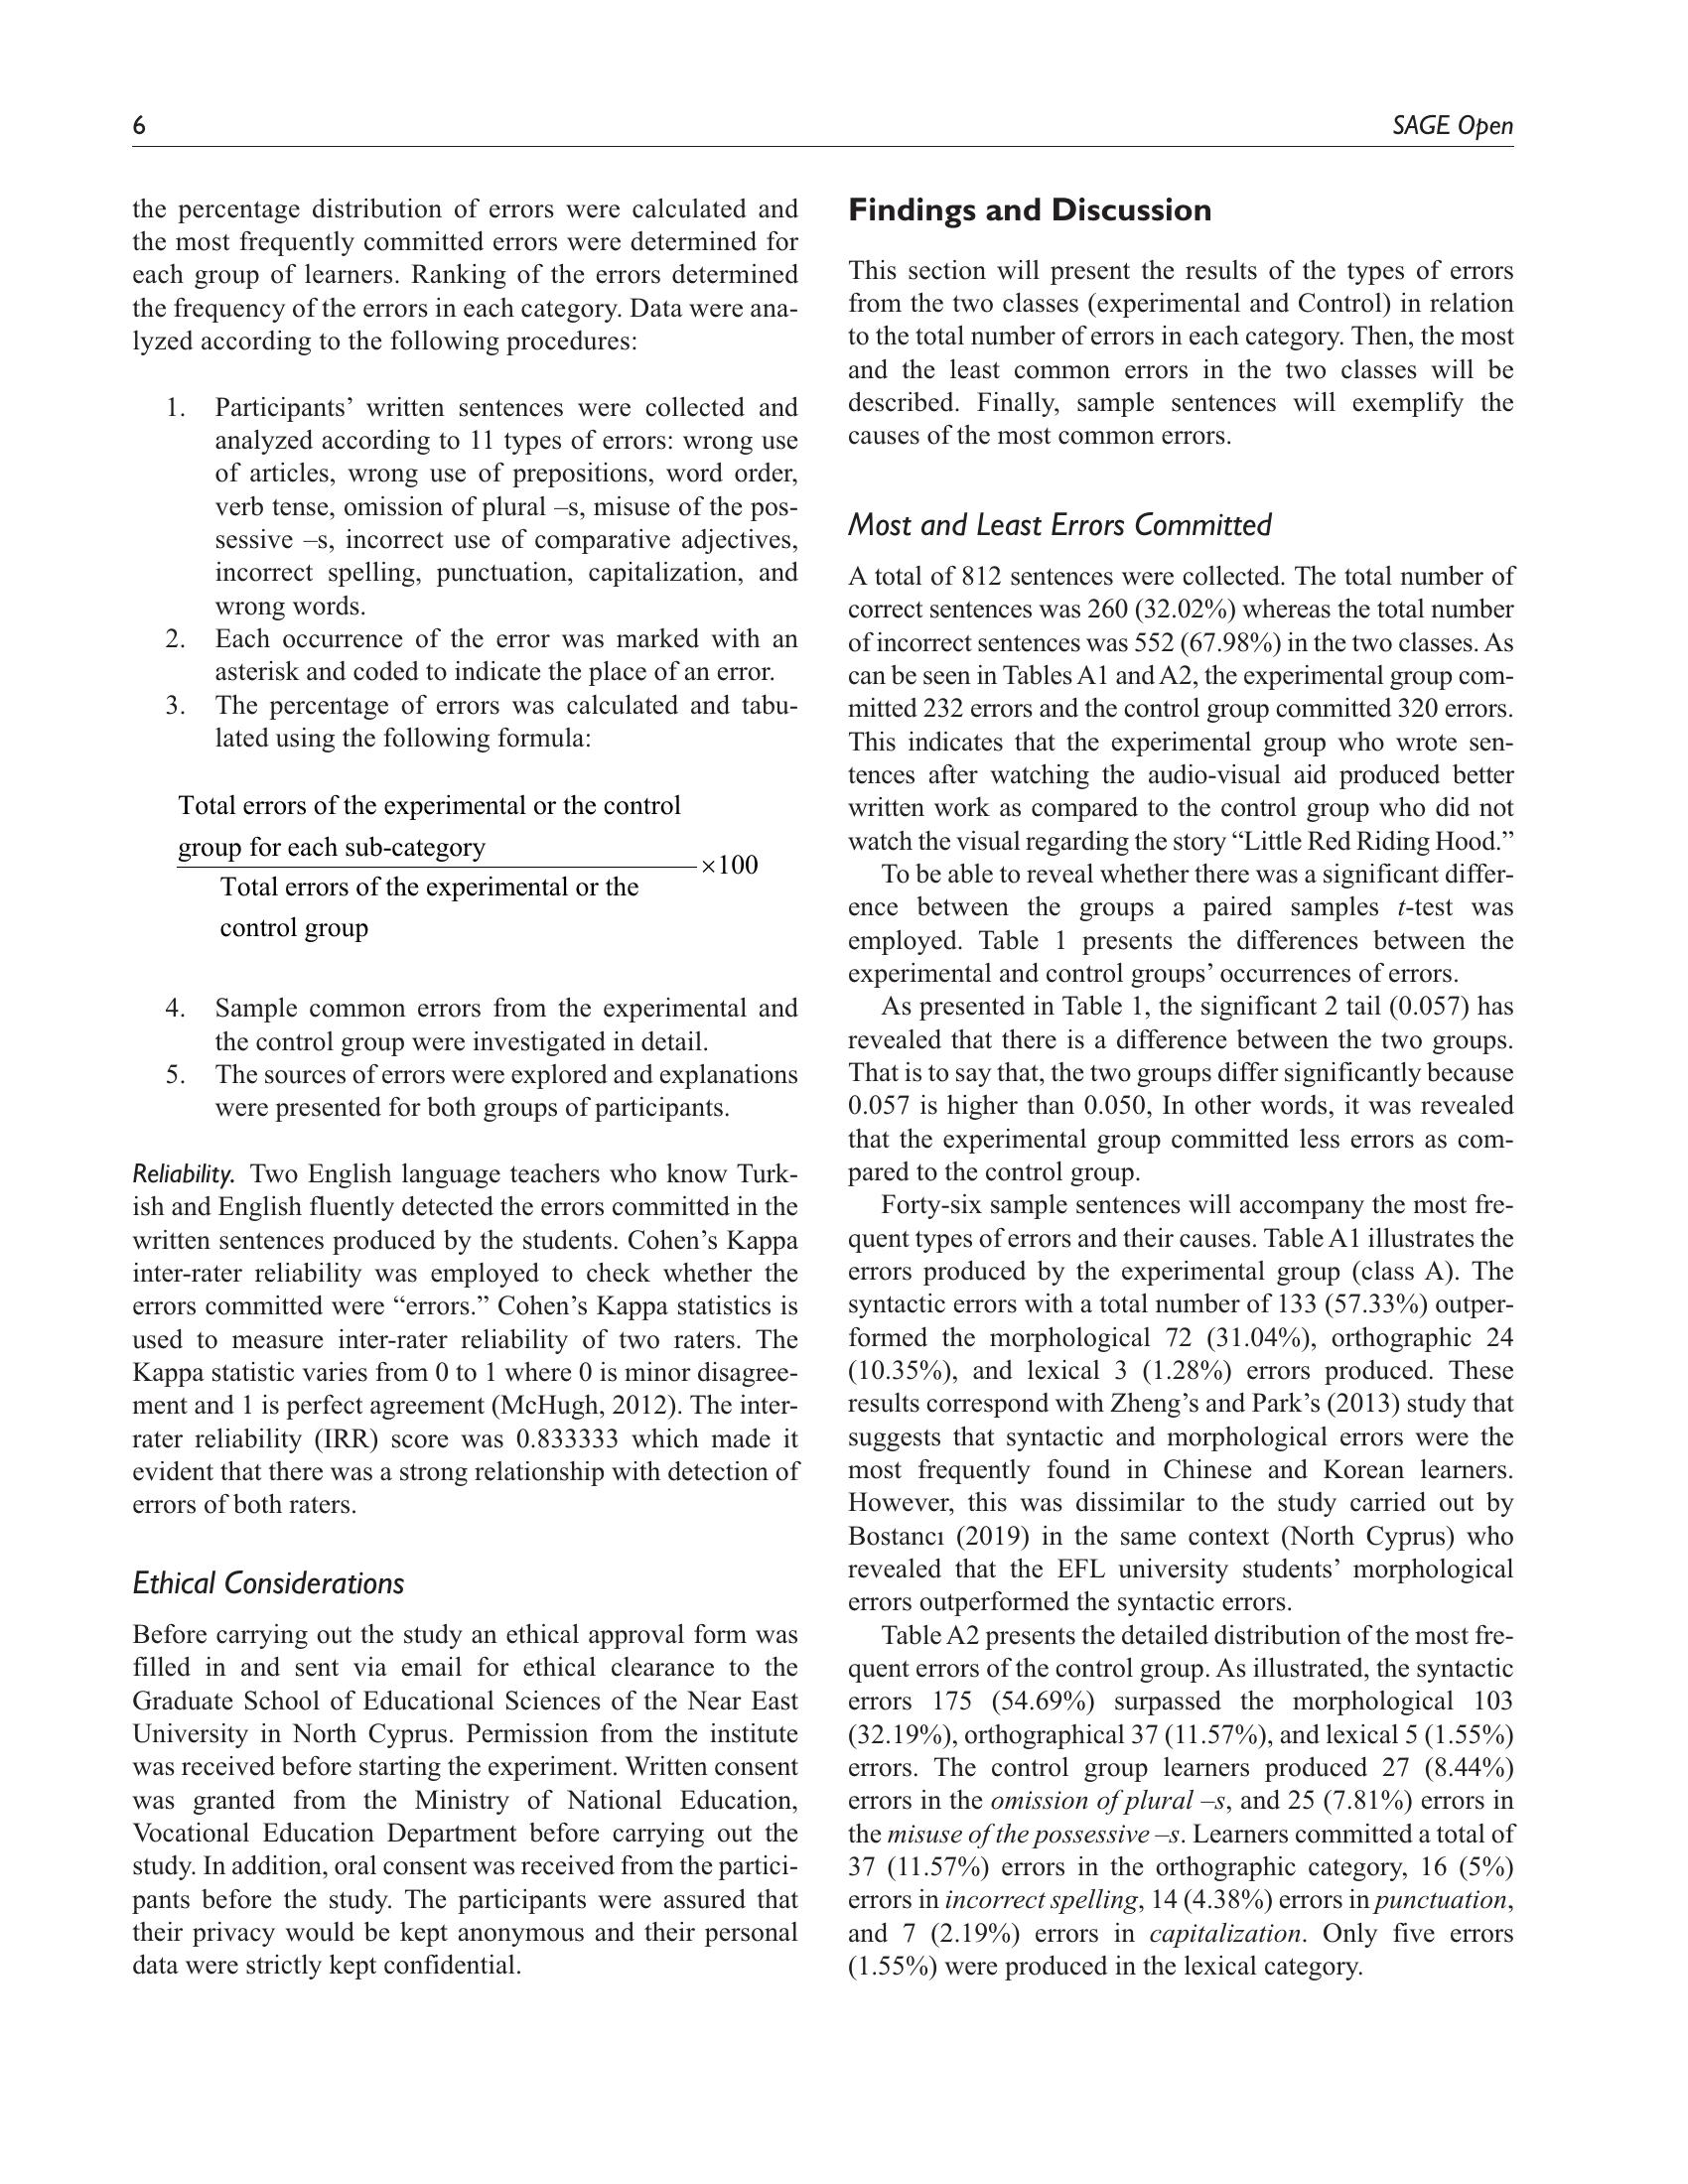 6
SAGE Open
the percentage distribution of errors were calculated and
the most frequently committed errors were determined for
each group of learners. Ranking of the errors determined
the frequency of the errors in each category. Data were ana-
lyzed according to the following procedures:
1. Participants’ written sentences were collected and
analyzed according to 11 types of errors: wrong use
of articles, wrong use of prepositions, word order,
verb tense, omission of plural –s, misuse of the pos-
sessive –s, incorrect use of comparative adjectives,
incorrect spelling, punctuation, capitalization, and
wrong words.
2. Each occurrence of the error was marked with an
asterisk and coded to indicate the place of an error.
3. The percentage of errors was calculated and tabu-
lated using the following formula:
Total errors of the experimental or the control
group for each sub-category
×100
Total errors of the experimental or the
control group
4. Sample common errors from the experimental and
the control group were investigated in detail.
5. The sources of errors were explored and explanations
were presented for both groups of participants.
Reliability. Two English language teachers who know Turk-
ish and English fluently detected the errors committed in the
written sentences produced by the students. Cohen’s Kappa
inter-rater reliability was employed to check whether the
errors committed were “errors.” Cohen’s Kappa statistics is
used to measure inter-rater reliability of two raters. The
Kappa statistic varies from 0 to 1 where 0 is minor disagree-
ment and 1 is perfect agreement (McHugh, 2012). The inter-
rater reliability (IRR) score was 0.833333 which made it
evident that there was a strong relationship with detection of
errors of both raters.
Ethical Considerations
Before carrying out the study an ethical approval form was
filled in and sent via email for ethical clearance to the
Graduate School of Educational Sciences of the Near East
University in North Cyprus. Permission from the institute
was received before starting the experiment. Written consent
was granted from the Ministry of National Education,
Vocational Education Department before carrying out the
study. In addition, oral consent was received from the partici-
pants before the study. The participants were assured that
their privacy would be kept anonymous and their personal
data were strictly kept confidential.
Findings and Discussion
This section will present the results of the types of errors
from the two classes (experimental and Control) in relation
to the total number of errors in each category. Then, the most
and the least common errors in the two classes will be
described. Finally, sample sentences will exemplify the
causes of the most common errors.
Most and Least Errors Committed
A total of 812 sentences were collected. The total number of
correct sentences was 260 (32.02%) whereas the total number
of incorrect sentences was 552 (67.98%) in the two classes. As
can be seen in Tables A1 and A2, the experimental group com-
mitted 232 errors and the control group committed 320 errors.
This indicates that the experimental group who wrote sen-
tences after watching the audio-visual aid produced better
written work as compared to the control group who did not
watch the visual regarding the story “Little Red Riding Hood.”
To be able to reveal whether there was a significant differ-
ence between the groups a paired samples t-test was
employed. Table 1 presents the differences between the
experimental and control groups’ occurrences of errors.
As presented in Table 1, the significant 2 tail (0.057) has
revealed that there is a difference between the two groups.
That is to say that, the two groups differ significantly because
0.057 is higher than 0.050, In other words, it was revealed
that the experimental group committed less errors as com-
pared to the control group.
Forty-six sample sentences will accompany the most fre-
quent types of errors and their causes. Table A1 illustrates the
errors produced by the experimental group (class A). The
syntactic errors with a total number of 133 (57.33%) outper-
formed the morphological 72 (31.04%), orthographic 24
(10.35%), and lexical 3 (1.28%) errors produced. These
results correspond with Zheng’s and Park’s (2013) study that
suggests that syntactic and morphological errors were the
most frequently found in Chinese and Korean learners.
However, this was dissimilar to the study carried out by
Bostancı (2019) in the same context (North Cyprus) who
revealed that the EFL university students’ morphological
errors outperformed the syntactic errors.
Table A2 presents the detailed distribution of the most fre-
quent errors of the control group. As illustrated, the syntactic
errors 175 (54.69%) surpassed the morphological 103
(32.19%), orthographical 37 (11.57%), and lexical 5 (1.55%)
errors. The control group learners produced 27 (8.44%)
errors in the omission of plural –s, and 25 (7.81%) errors in
the misuse of the possessive –s. Learners committed a total of
37 (11.57%) errors in the orthographic category, 16 (5%)
errors in incorrect spelling, 14 (4.38%) errors in punctuation,
and 7 (2.19%) errors in capitalization. Only five errors
(1.55%) were produced in the lexical category.